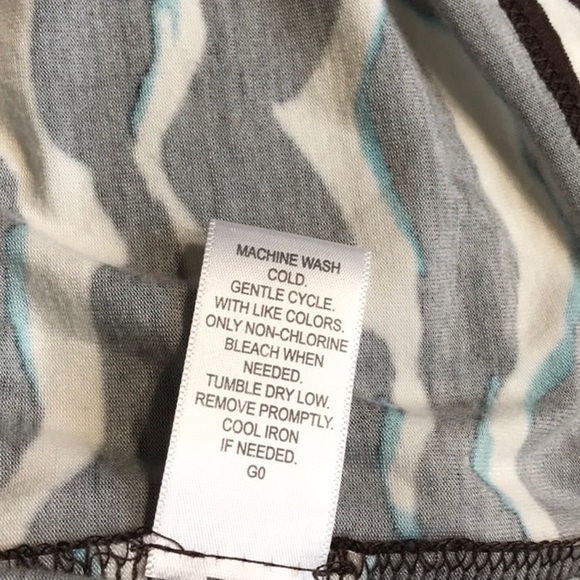 MACHINE WASH
COLD.
GENTLE CYCLE.
WITH LIKE COLORS.
ONLY NON-CHLORINE
BLEACH WHEN
NEEDED.
TUMBLE DRY LOW.
REMOVE PROMPTLY.
COOL IRON
IF NEEDED.
G0